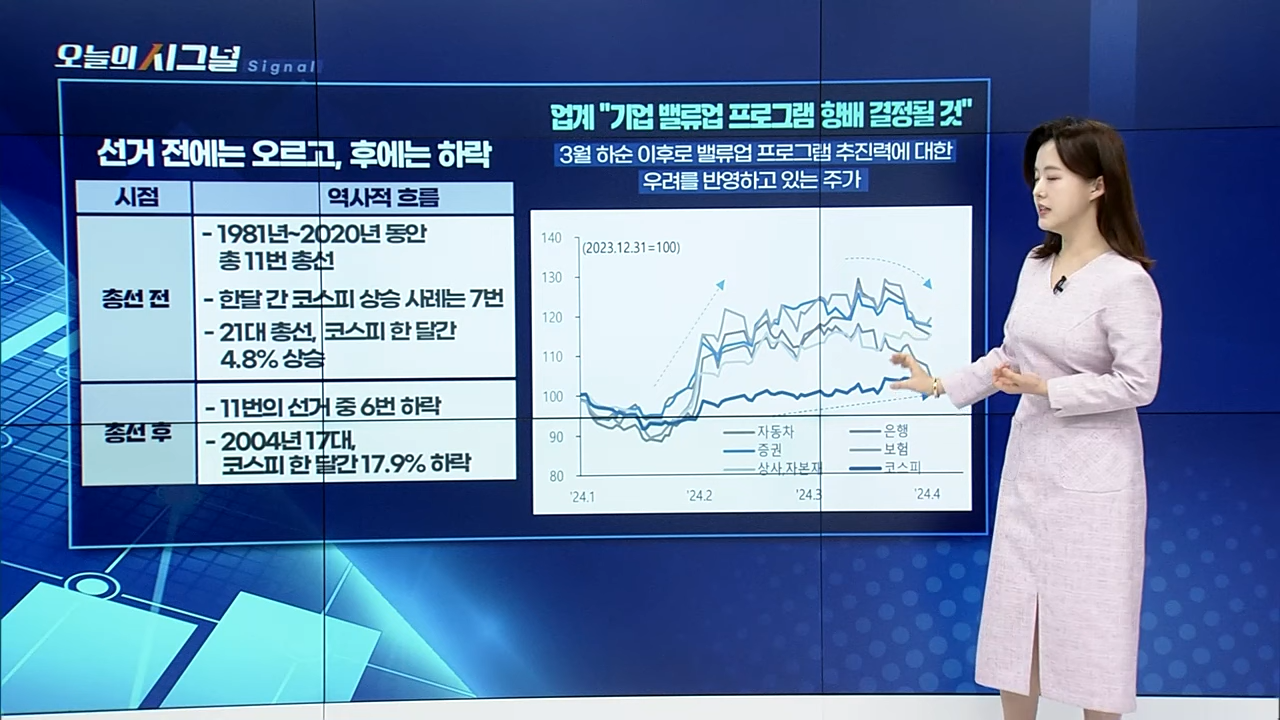 오늘의 시그널 Signal
선거 전에는 오르고, 후에는 하락
시점 역사적 흐름
총선 전
- 1981년~2020년 동안
총 11번 총선
- 한달 간 코스피 상승 사례는 7번
- 21대 총선, 코스피 한 달간
4.8% 상승
총선 후
- 11번의 선거 중 6번 하락
- 2004년 17대,
코스피 한 달간 17.9% 하락
업계 "기업 밸류업 프로그램 향배 결정될 것"
3월 하순 이후로 밸류업 프로그램 추진력에 대한
우려를 반영하고 있는 주가
(2023.12.31=100)
140
130
120
110
100
90
80
자동차 은행
증권 보험
상사,자본재 코스피
'24.1 '24.2 '24.3 '24.4